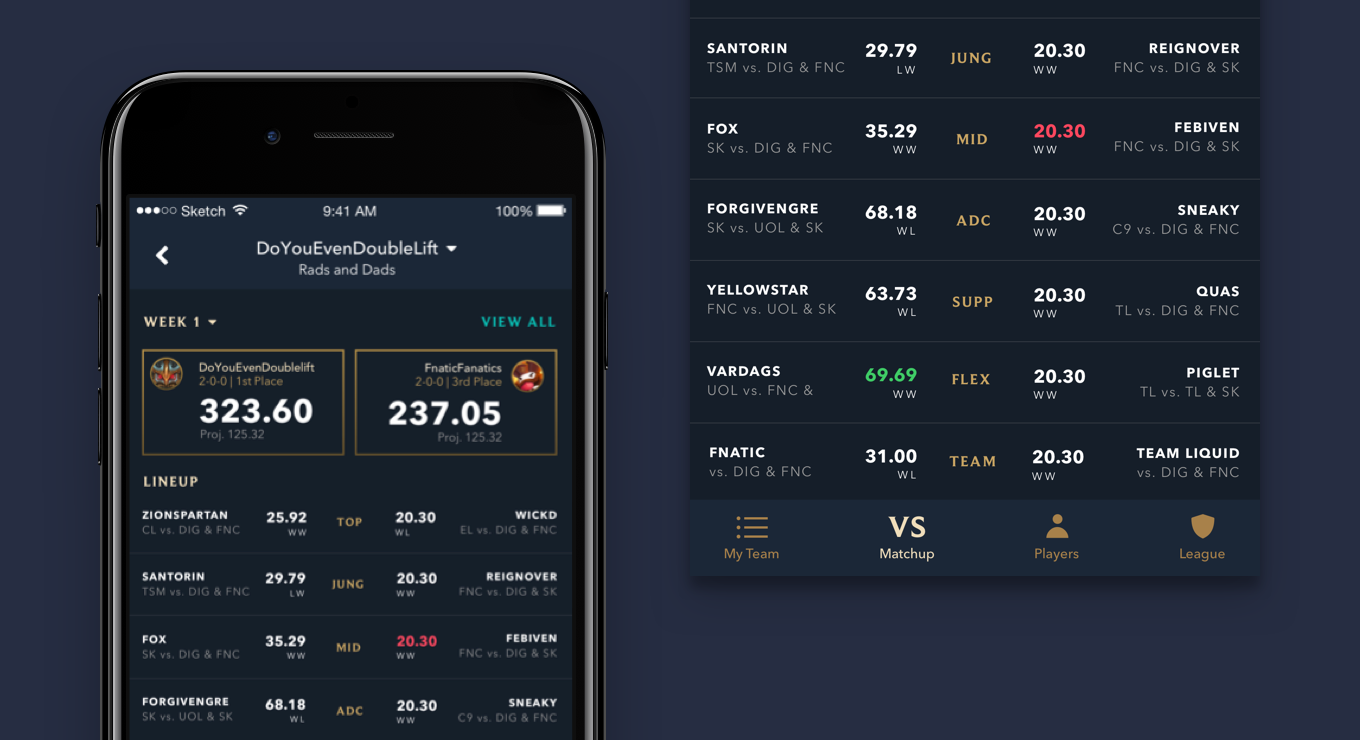 Sketch 9:41 AM 100%
DoYouEvenDoubleLift
Rads and Dads
WEEK 1 VIEW ALL
DoYouEvenDoublelift
2-0-0 | 1st Place
323.60
Proj. 125.32
FnaticFanatics
2-0-0 | 3rd Place
237.05
Proj. 125.32
LINEUP
ZIONSPARTAN 25.92 TOP 20.30 WICKD
CL vs. DIG & FNC WW WL EL vs. DIG & FNC
SANTORIN 29.79 JUNG 20.30 REIGNOVER
TSM vs. DIG & FNC LW WW FNC vs. DIG & SK
FOX 35.29 MID 20.30 FEBIVEN
SK vs. DIG & FNC WW WW FNC vs. DIG & SK
FORGIVENGRE 68.18 ADC 20.30 SNEAKY
SK vs. UOL & SK WL WW C9 vs. DIG & FNC
SANTORIN 29.79 JUNG 20.30 REIGNOVER
TSM vs. DIG & FNC LW WW FNC vs. DIG & SK
FOX 35.29 MID 20.30 FEBIVEN
SK vs. DIG & FNC WW WW FNC vs. DIG & SK
FORGIVENGRE 68.18 ADC 20.30 SNEAKY
SK vs. UOL & SK WL WW C9 vs. DIG & FNC
YELLOWSTAR 63.73 SUPP 20.30 QUAS
FNC vs. UOL & SK WL WW TL vs. DIG & FNC
VARDAGS 69.69 FLEX 20.30 PIGLET
UOL vs. FNC & WW WW TL vs. TL & SK
FNATIC 31.00 TEAM 20.30 TEAM LIQUID
vs. DIG & FNC WL WW vs. DIG & FNC
VS
My Team Matchup Players League